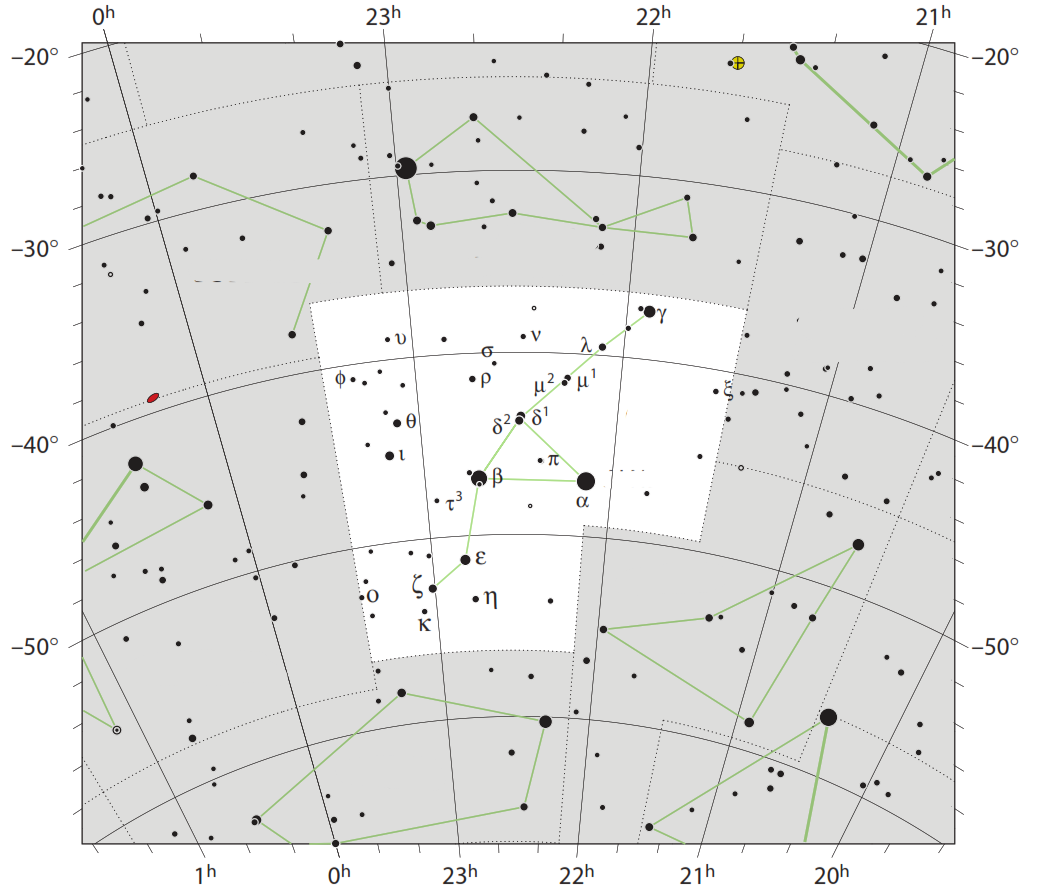 0h 23h 22h 21h
–20° –20°
–30° –30°
γ
υ ν λ
σ
ϕ ρ μ² μ¹ ξ
θ δ² δ¹
–40° –40°
ι π
β
τ³ α
ε
ζ
ο η
κ
–50° –50°
1h 0h 23h 22h 21h 20h